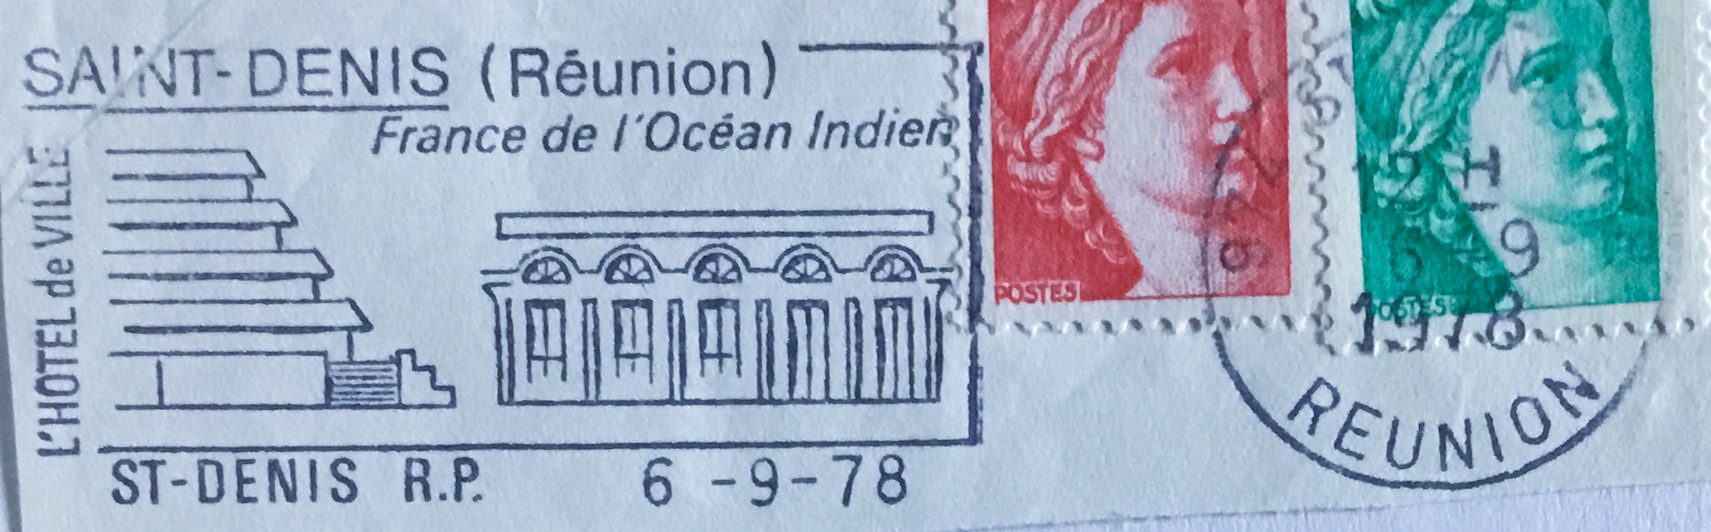 SAINT-DENIS (Réunion)
France de l'Océan Indien
L'HOTEL de VILLE
ST-DENIS R.P. 6 -9-78
POSTES
POSTES
974
12 H
6 -9
1978
REUNION